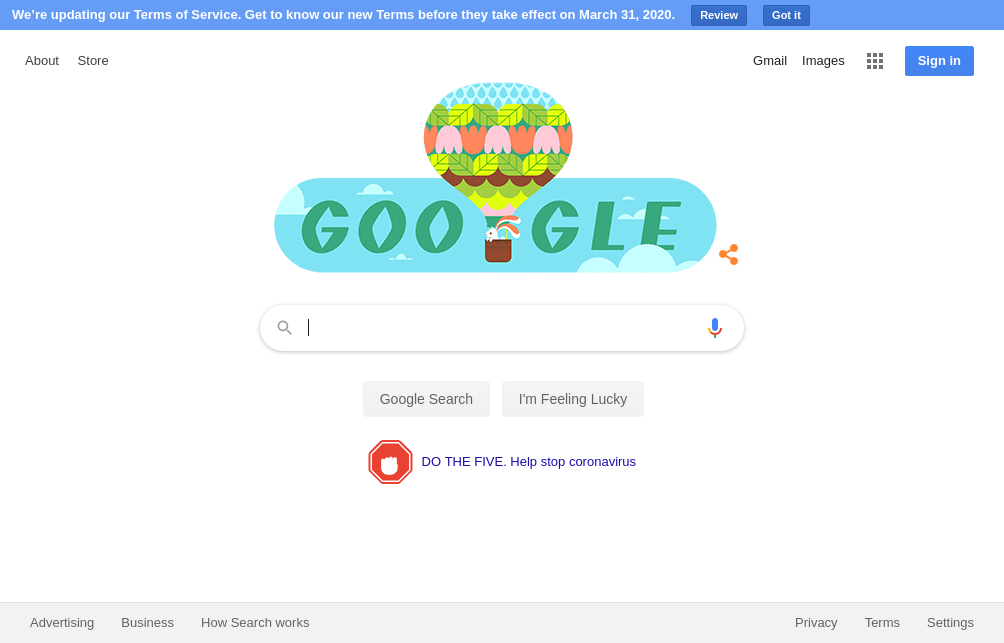 We're updating our Terms of Service. Get to know our new Terms before they take effect on March 31, 2020. Review Got it
About Store Gmail Images Sign in
GOOGLE
Google Search I'm Feeling Lucky
DO THE FIVE. Help stop coronavirus
Advertising Business How Search works Privacy Terms Settings